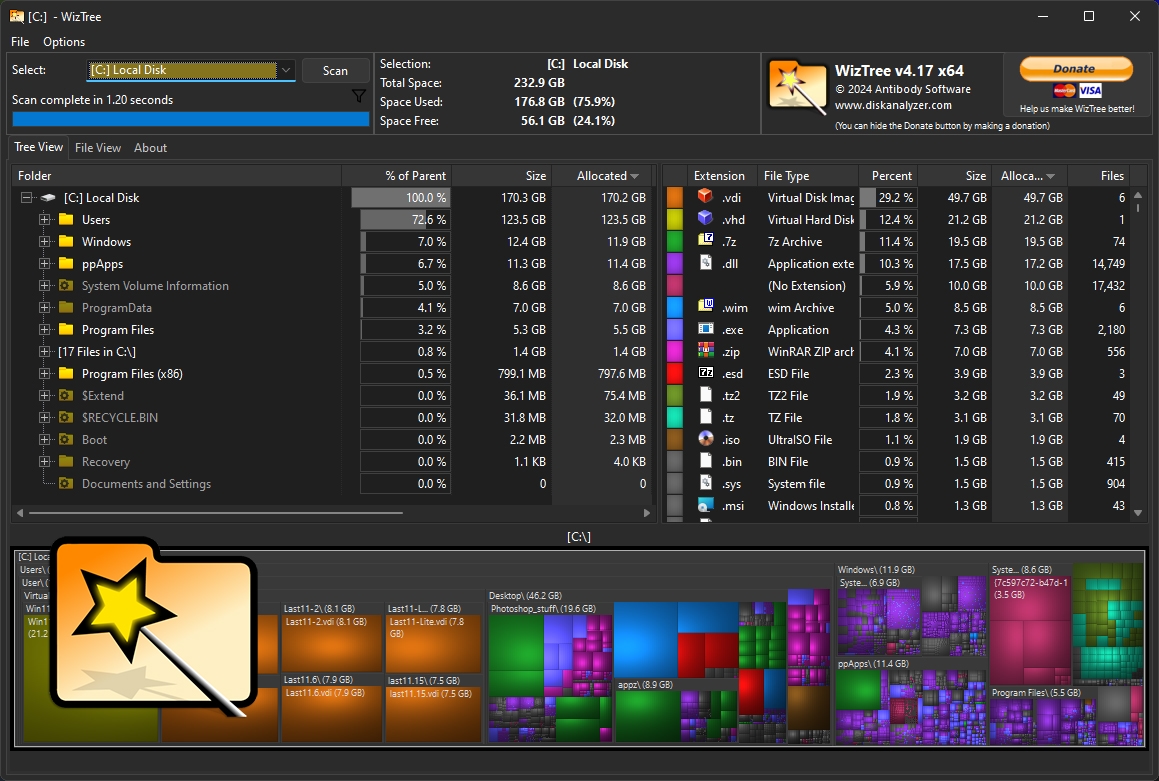 [C:] - WizTree
File Options
Select: [C:] Local Disk Scan
Scan complete in 1.20 seconds
Selection: [C:] Local Disk
Total Space: 232.9 GB
Space Used: 176.8 GB (75.9%)
Space Free: 56.1 GB (24.1%)
WizTree v4.17 x64
© 2024 Antibody Software
www.diskanalyzer.com
(You can hide the Donate button by making a donation)
Donate
MasterCard VISA
Help us make WizTree better!
Tree View File View About
Folder % of Parent Size Allocated
[C:] Local Disk 100.0 % 170.3 GB 170.2 GB
Users 72.6 % 123.5 GB 123.5 GB
Windows 7.0 % 12.4 GB 11.9 GB
ppApps 6.7 % 11.3 GB 11.4 GB
System Volume Information 5.0 % 8.6 GB 8.6 GB
ProgramData 4.1 % 7.0 GB 7.0 GB
Program Files 3.2 % 5.3 GB 5.5 GB
[17 Files in C:\] 0.8 % 1.4 GB 1.4 GB
Program Files (x86) 0.5 % 799.1 MB 797.6 MB
$Extend 0.0 % 36.1 MB 75.4 MB
$RECYCLE.BIN 0.0 % 31.8 MB 32.0 MB
Boot 0.0 % 2.2 MB 2.3 MB
Recovery 0.0 % 1.1 KB 4.0 KB
Documents and Settings 0.0 % 0 0
Extension File Type Percent Size Alloca... Files
.vdi Virtual Disk Imag 29.2 % 49.7 GB 49.7 GB 6
.vhd Virtual Hard Disk 12.4 % 21.2 GB 21.2 GB 1
.7z 7z Archive 11.4 % 19.5 GB 19.5 GB 74
.dll Application exte 10.3 % 17.5 GB 17.2 GB 14,749
(No Extension) 5.9 % 10.0 GB 10.0 GB 17,432
.wim wim Archive 5.0 % 8.5 GB 8.5 GB 6
.exe Application 4.3 % 7.3 GB 7.3 GB 2,180
.zip WinRAR ZIP arch 4.1 % 7.0 GB 7.0 GB 556
.esd ESD File 2.3 % 3.9 GB 3.9 GB 3
.tz2 TZ2 File 1.9 % 3.2 GB 3.2 GB 49
.tz TZ File 1.8 % 3.1 GB 3.1 GB 70
.iso UltraISO File 1.1 % 1.9 GB 1.9 GB 4
.bin BIN File 0.9 % 1.5 GB 1.5 GB 415
.sys System file 0.9 % 1.5 GB 1.5 GB 904
.msi Windows Installe 0.8 % 1.3 GB 1.3 GB 43
[C:\]
[C:] Loca
Users\
User\
Virtua
Win11
Win1
(21.2
Last11-2\ (8.1 GB)
Last11-2.vdi (8.1 GB)
Last11-L... (7.8 GB)
Last11-Lite.vdi (7.8
GB)
Last11.6\ (7.9 GB)
Last11.6.vdi (7.9 GB)
last11.15\ (7.5 GB)
last11.15.vdi (7.5 GB)
Desktop\ (46.2 GB)
Photoshop_stuff\ (19.6 GB)
appz\ (8.9 GB)
Windows\ (11.9 GB)
Syste... (6.9 GB)
ppApps\ (11.4 GB)
Syste... (8.6 GB)
{7c597c72-b47d-1
(3.5 GB)
Program Files\ (5.5 GB)